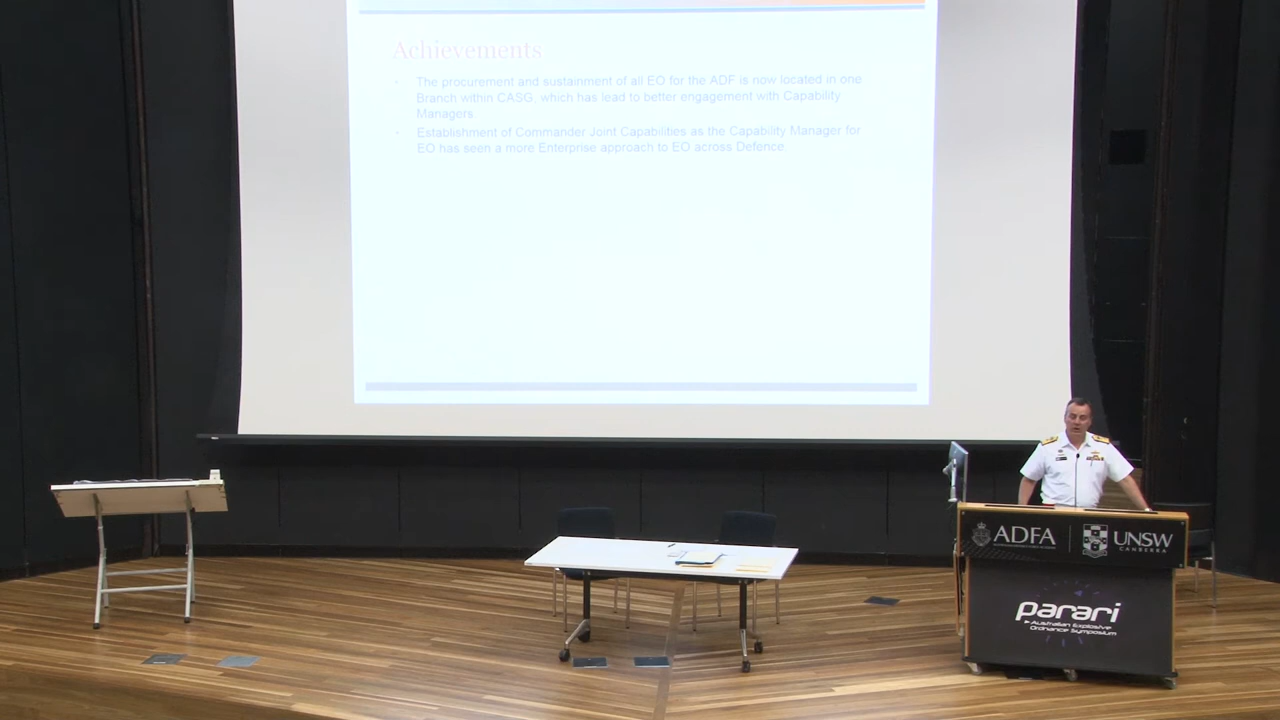 Achievements
The procurement and sustainment of all EO for the ADF is now located in one
Branch within CASG, which has lead to better engagement with Capability
Managers
Establishment of Commander Joint Capabilities as the Capability Manager for
EO has seen a more Enterprise approach to EO across Defence.
ADFA
UNSW
CANBERRA
parari
Australian Explosive
Ordnance Symposium